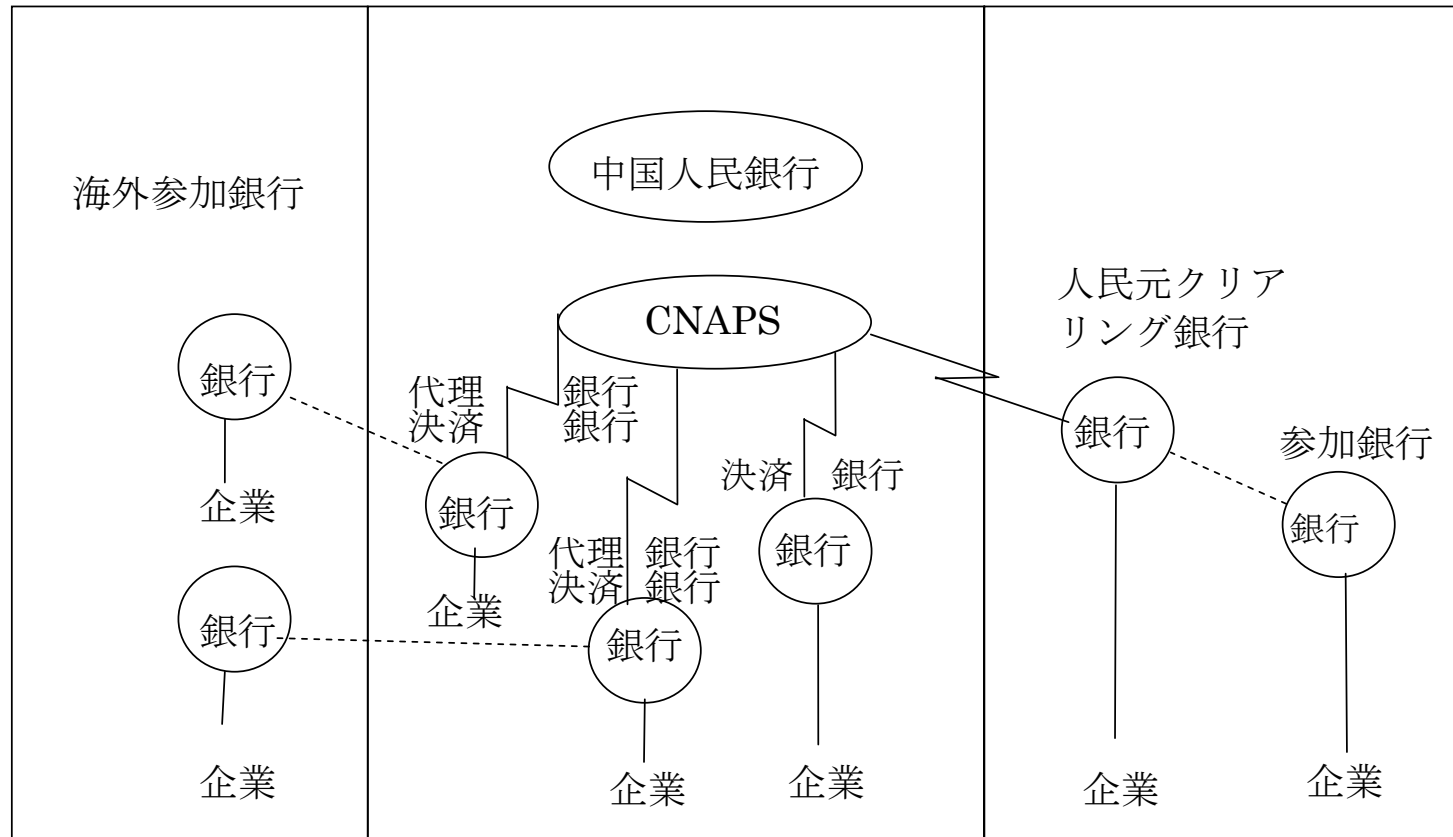 海外参加銀行
銀行
企業
銀行
企業
中国人民銀行
CNAPS
代理 銀行
決済 銀行
銀行
企業
代理 銀行
決済 銀行
銀行
企業
決済 銀行
銀行
企業
人民元クリア
リング銀行
銀行
企業
参加銀行
銀行
企業